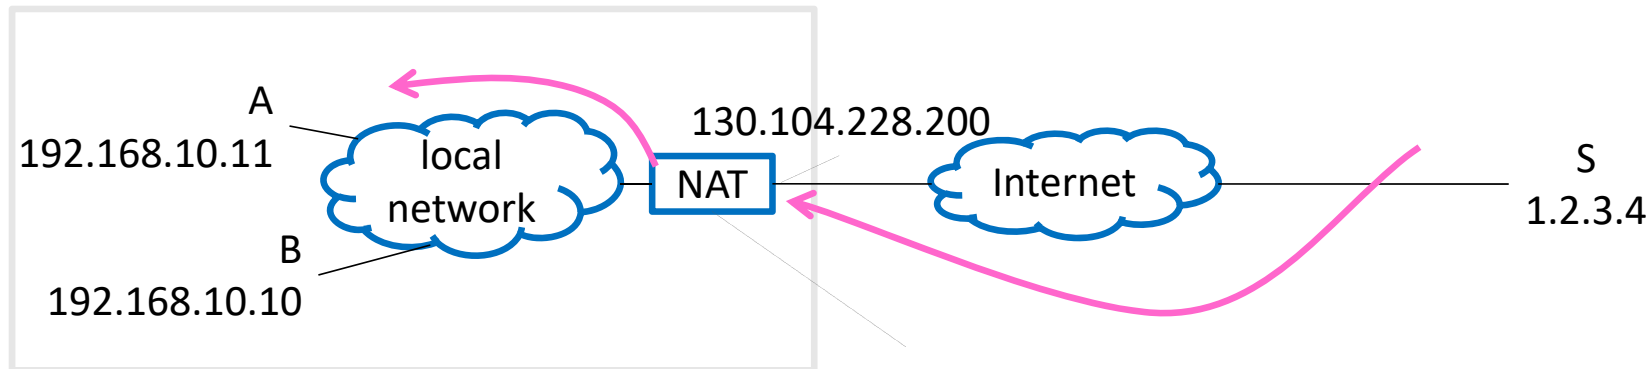 A
192.168.10.11
local
network
B
192.168.10.10
NAT
130.104.228.200
Internet
S
1.2.3.4